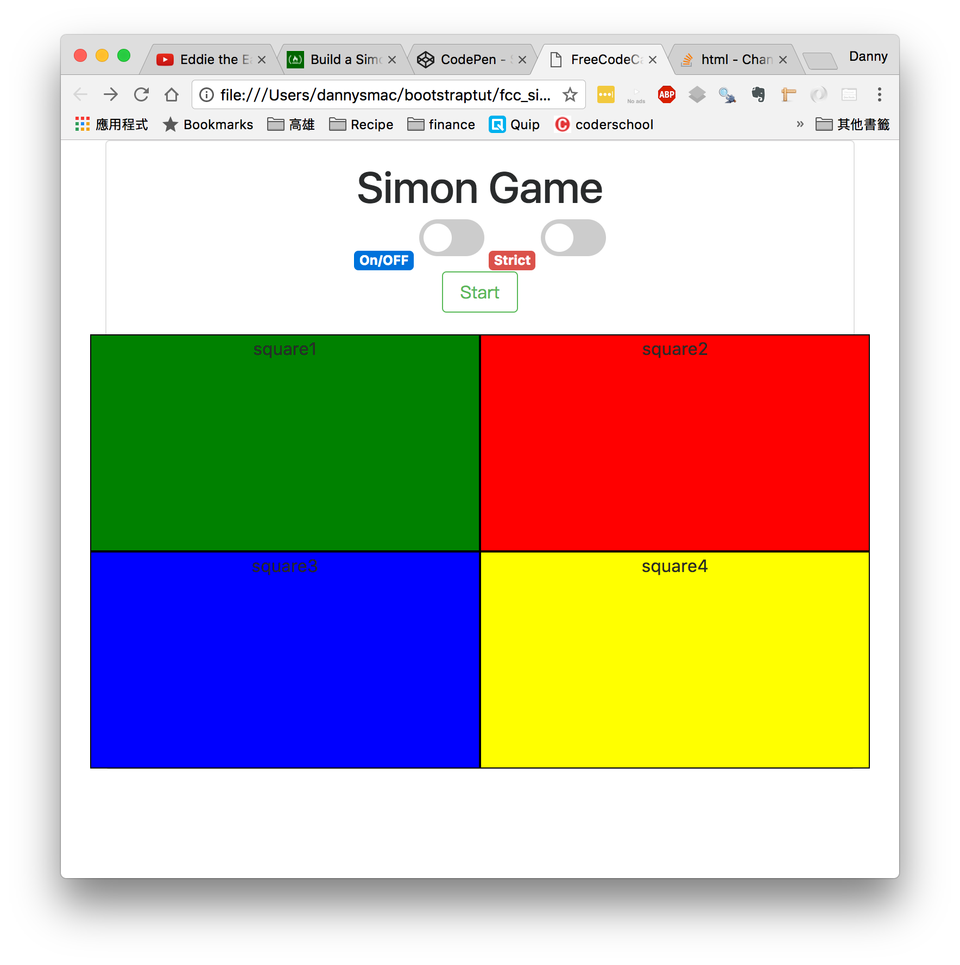 Eddie the E
Build a Simo
CodePen - S
FreeCodeCa
html - Chan
Danny
file:///Users/dannysmac/bootstraptut/fcc_si...
No ads
ABP
應用程式
Bookmarks
高雄
Recipe
finance
Quip
coderschool
»
其他書籤
Simon Game
On/OFF
Strict
Start
square1
square2
square3
square4